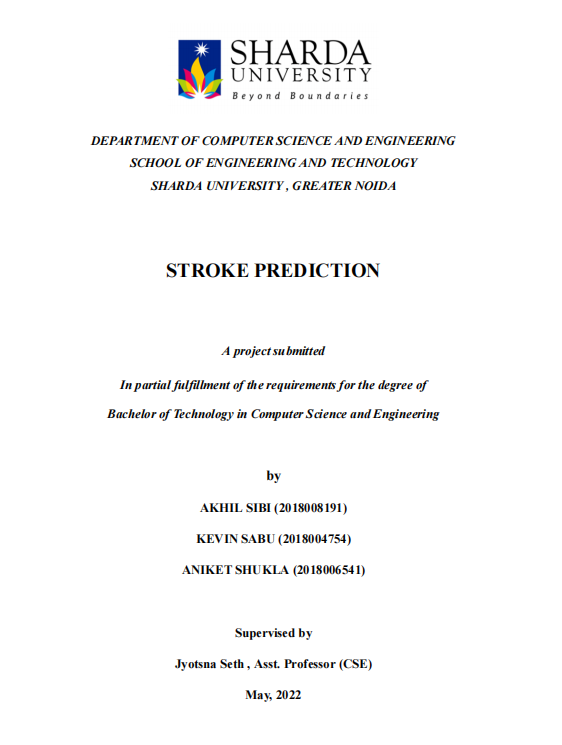 SHARDA
UNIVERSITY
Beyond Boundaries
DEPARTMENT OF COMPUTER SCIENCE AND ENGINEERING
SCHOOL OF ENGINEERING AND TECHNOLOGY
SHARDA UNIVERSITY , GREATER NOIDA
STROKE PREDICTION
A project submitted
In partial fulfillment of the requirements for the degree of
Bachelor of Technology in Computer Science and Engineering
by
AKHIL SIBI (2018008191)
KEVIN SABU (2018004754)
ANIKET SHUKLA (2018006541)
Supervised by
Jyotsna Seth , Asst. Professor (CSE)
May, 2022